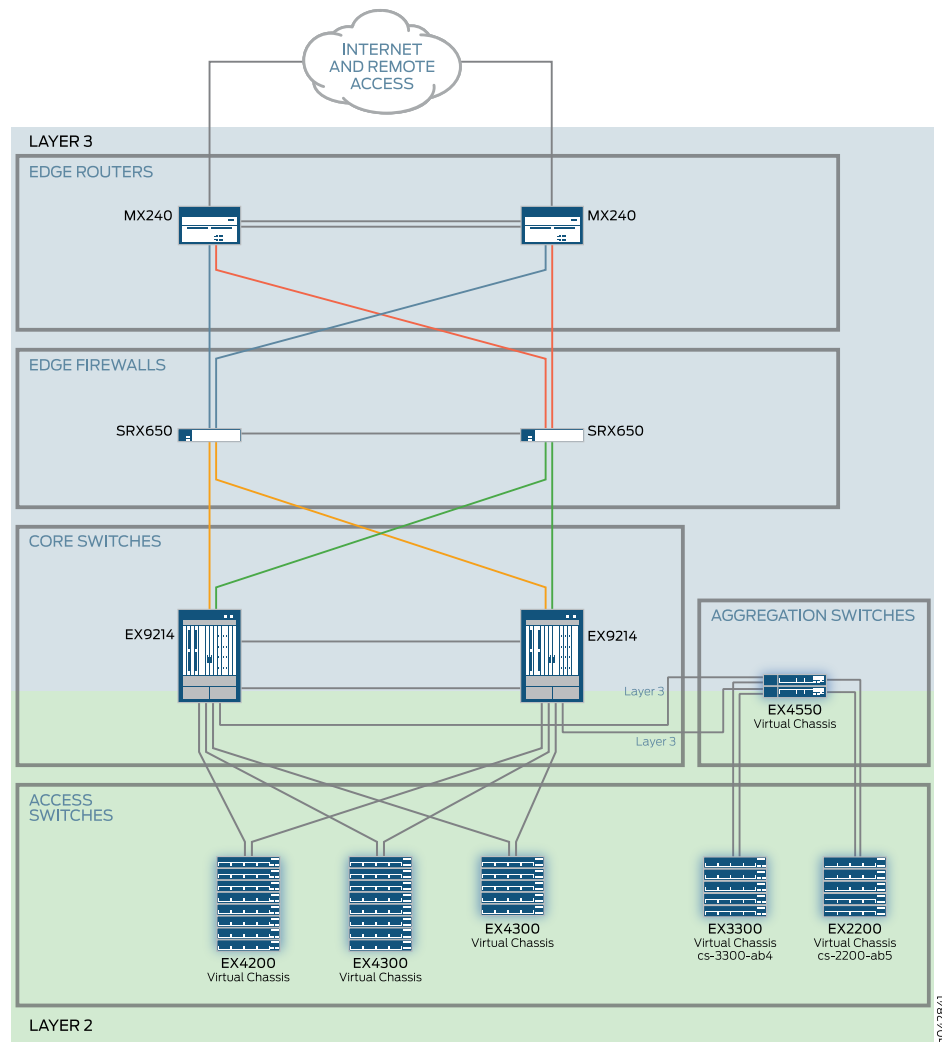 INTERNET
AND REMOTE
ACCESS
LAYER 3
EDGE ROUTERS
MX240
MX240
EDGE FIREWALLS
SRX650
SRX650
CORE SWITCHES
EX9214
EX9214
AGGREGATION SWITCHES
Layer 3
EX4550
Virtual Chassis
Layer 3
ACCESS
SWITCHES
EX4200
Virtual Chassis
EX4300
Virtual Chassis
EX4300
Virtual Chassis
EX3300
Virtual Chassis
cs-3300-ab4
EX2200
Virtual Chassis
cs-2200-ab5
LAYER 2